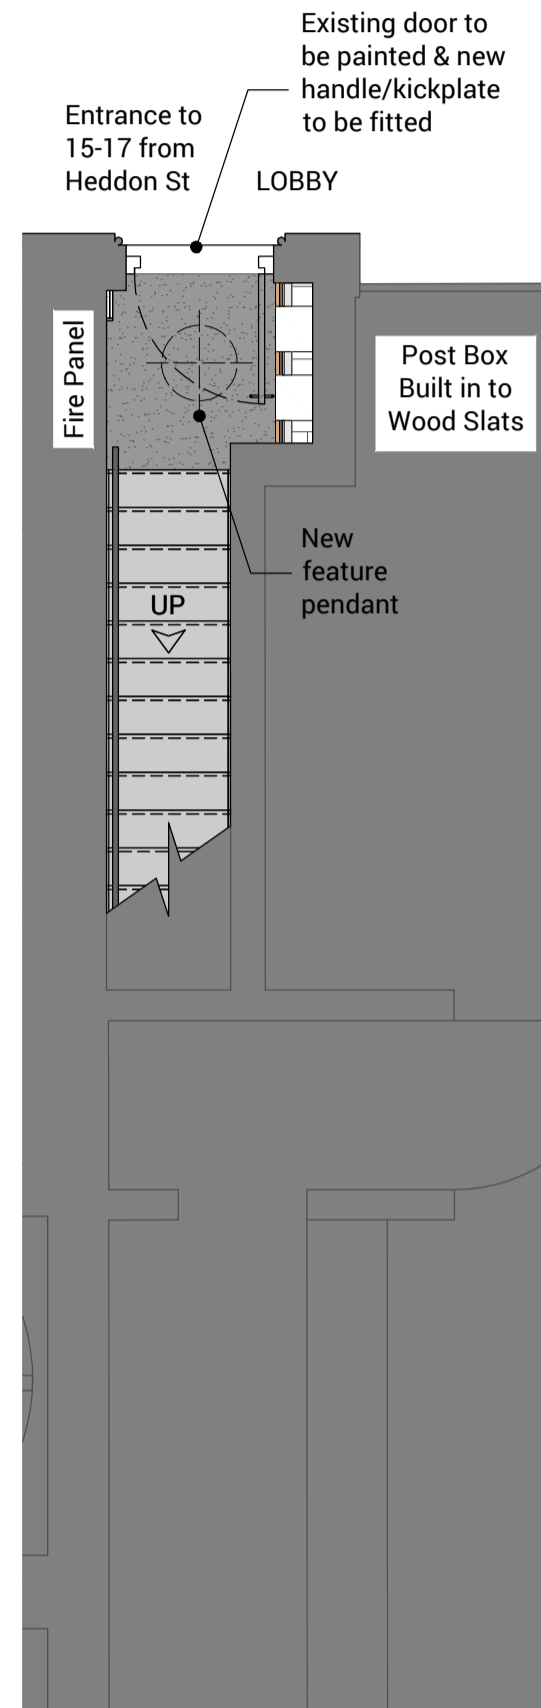 Existing door to
be painted & new
handle/kickplate
to be fitted
Entrance to
15-17 from
Heddon St
LOBBY
Fire Panel
Post Box
Built in to
Wood Slats
New
feature
pendant
UP